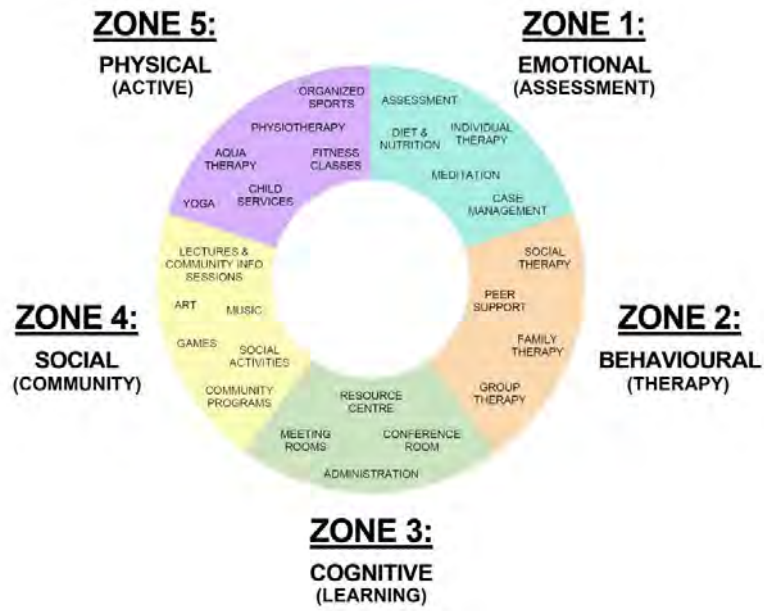 ZONE 1:
EMOTIONAL
(ASSESSMENT)
ASSESSMENT
DIET &
NUTRITION
INDIVIDUAL
THERAPY
MEDITATION
CASE
MANAGEMENT
ZONE 2:
BEHAVIOURAL
(THERAPY)
SOCIAL
THERAPY
PEER
SUPPORT
FAMILY
THERAPY
GROUP
THERAPY
ZONE 3:
COGNITIVE
(LEARNING)
RESOURCE
CENTRE
MEETING
ROOMS
CONFERENCE
ROOM
ADMINISTRATION
ZONE 4:
SOCIAL
(COMMUNITY)
LECTURES &
COMMUNITY INFO
SESSIONS
ART
MUSIC
GAMES
SOCIAL
ACTIVITIES
COMMUNITY
PROGRAMS
ZONE 5:
PHYSICAL
(ACTIVE)
ORGANIZED
SPORTS
PHYSIOTHERAPY
AQUA
THERAPY
FITNESS
CLASSES
CHILD
SERVICES
YOGA